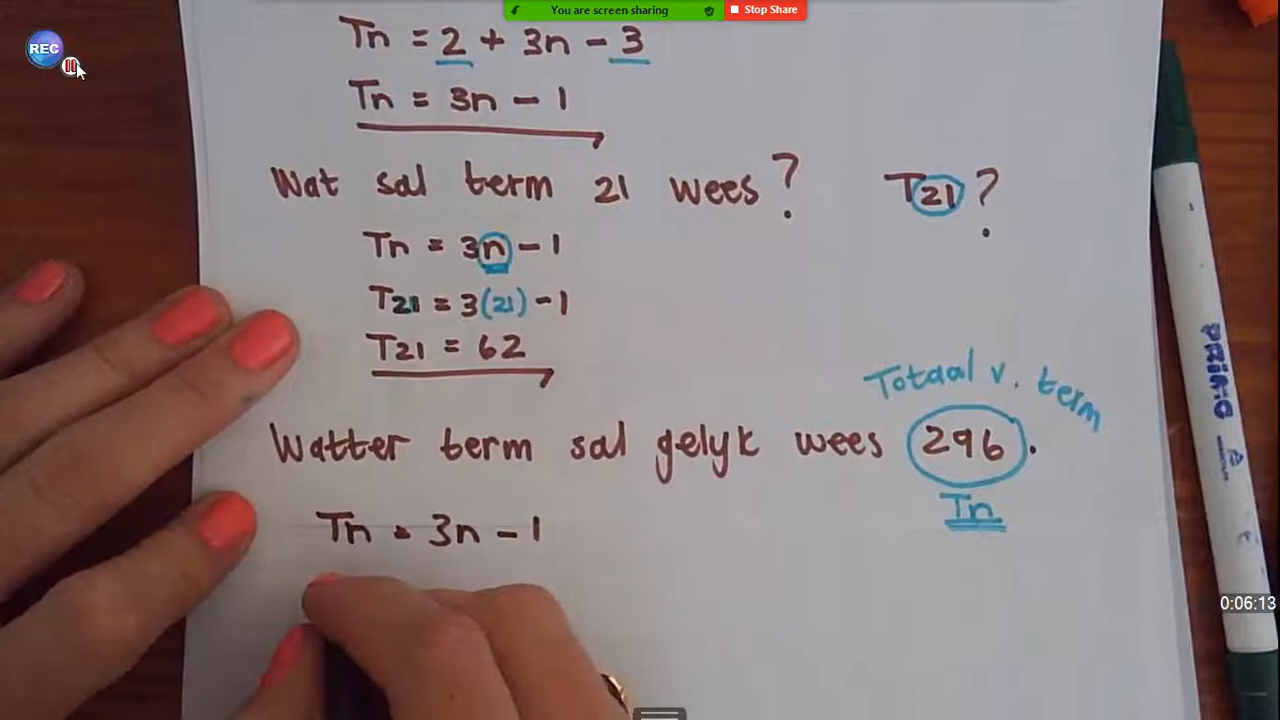 You are screen sharing
Stop Share
REC
Tn = 2 + 3n - 3
Tn = 3n - 1
Wat sal term 21 wees?
T21?
Tn = 3n - 1
T21 = 3(21) - 1
T21 = 62
Totaal v. term
Watter term sal gelyk wees 296.
Tn
Tn = 3n - 1
PRIMO
0:06:13